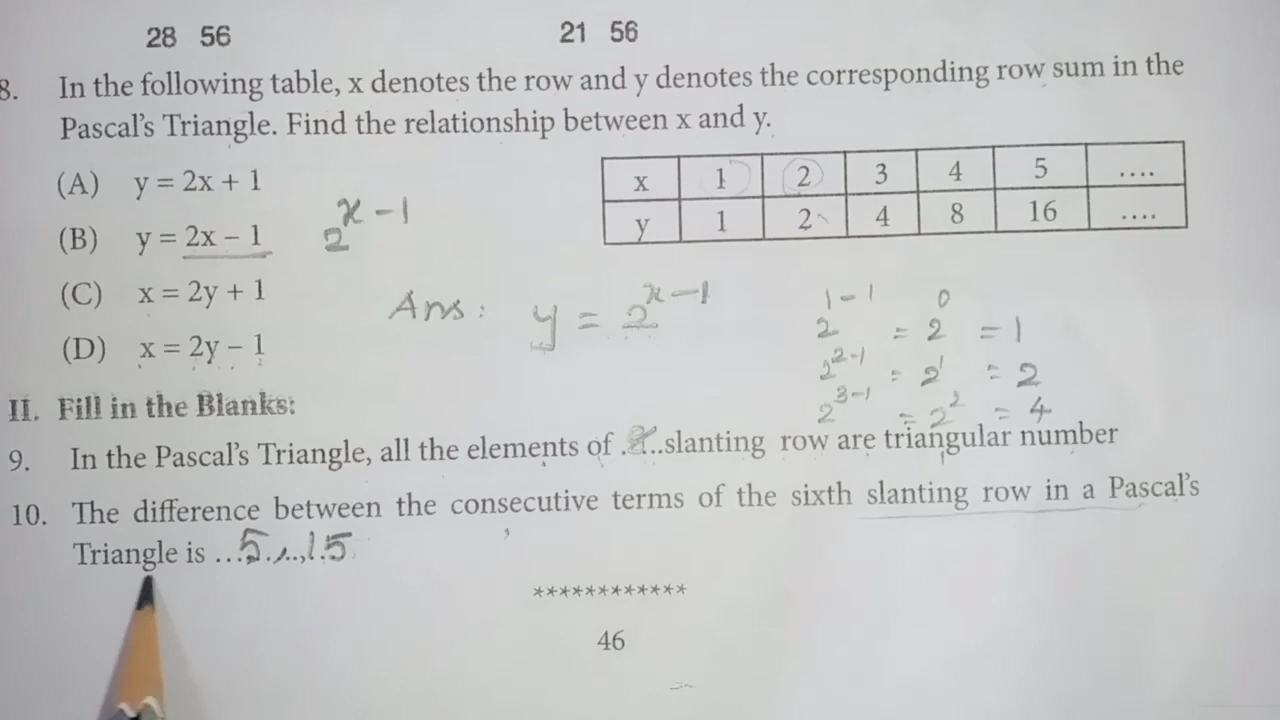 28 56 21 56
8. In the following table, x denotes the row and y denotes the corresponding row sum in the
Pascal's Triangle. Find the relationship between x and y.
(A) y = 2x + 1
(B) y = 2x – 1
(C) x = 2y + 1
(D) x = 2y – 1
2^{x-1}
x 1 2 3 4 5 ....
y 1 2 4 8 16 ....
Ans: y = 2^{x-1}
2^{1-1} = 2^0 = 1
2^{2-1} = 2^1 = 2
2^{3-1} = 2^2 = 4
II. Fill in the Blanks:
9. In the Pascal's Triangle, all the elements of slanting row are triangular number
10. The difference between the consecutive terms of the sixth slanting row in a Pascal's
Triangle is ...5...,15
************
46